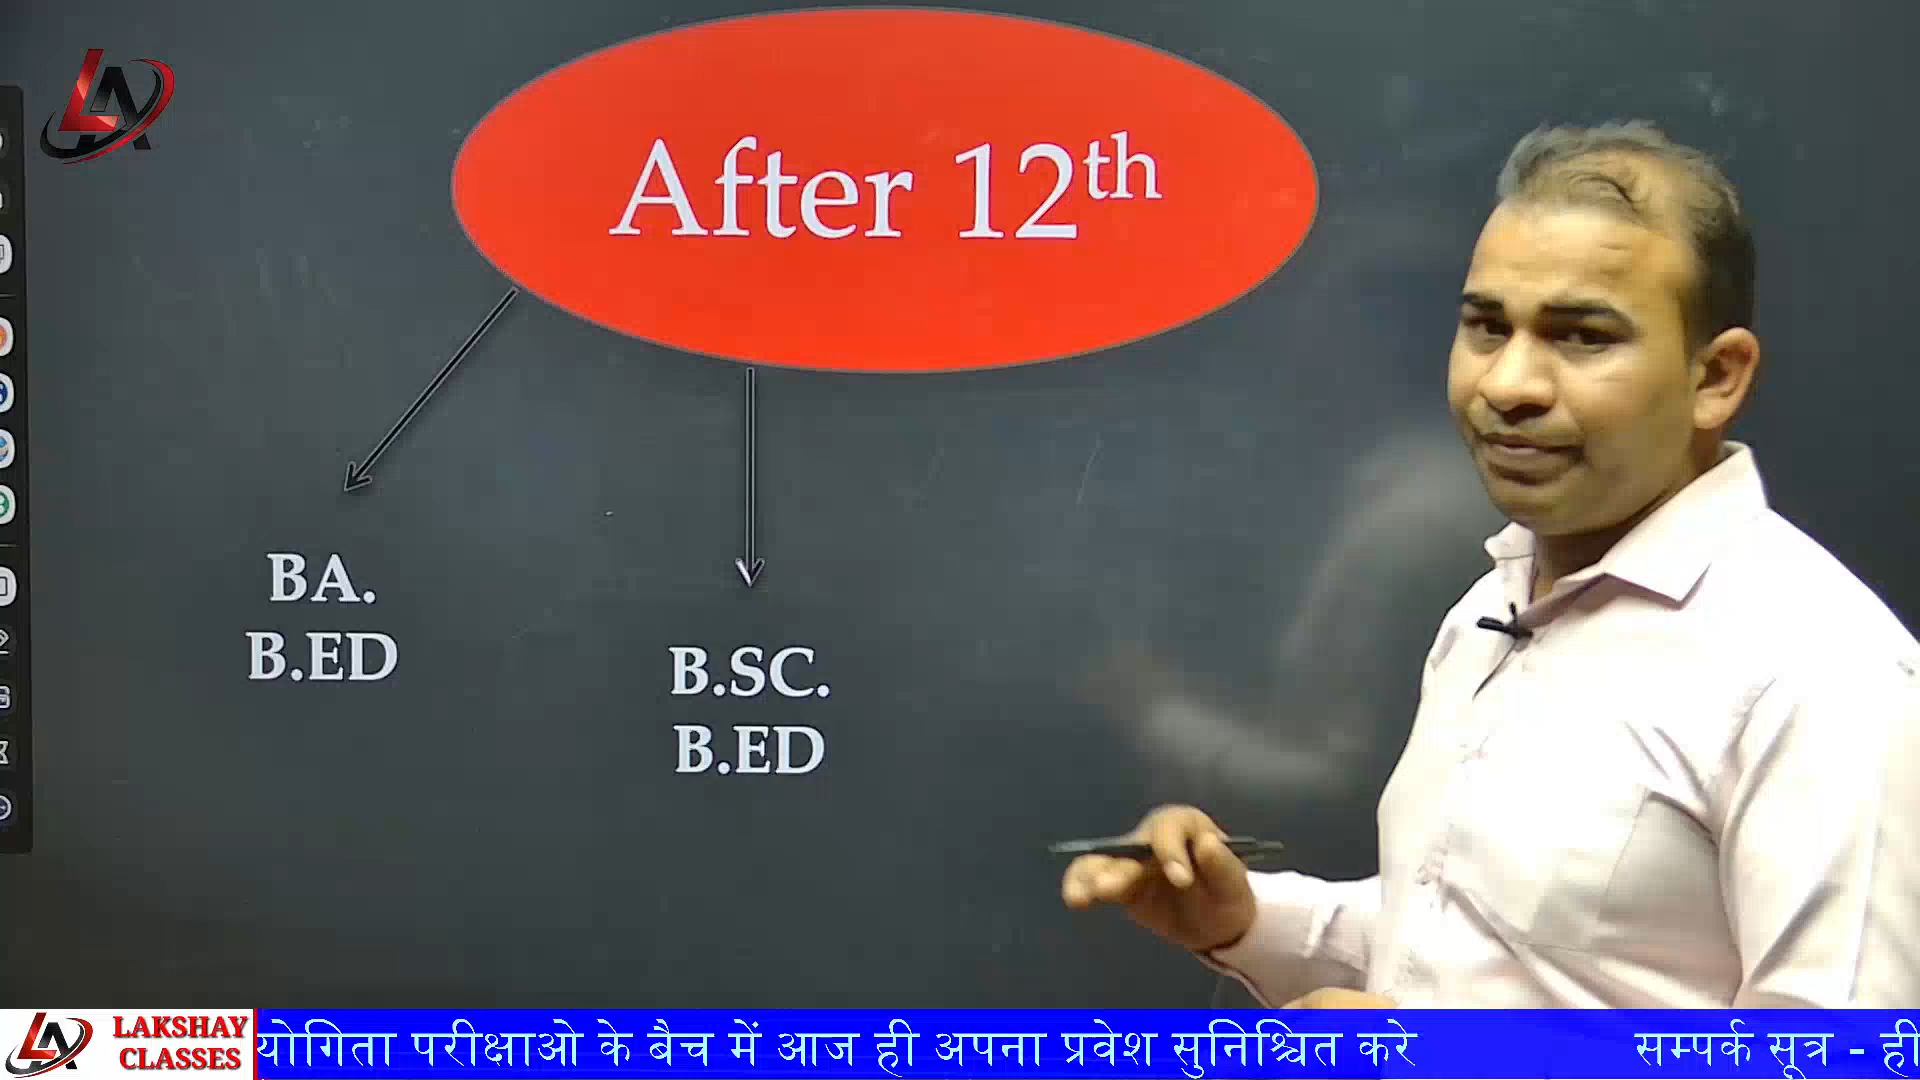 After 12th
BA.
B.ED
B.SC.
B.ED
LAKSHAY
CLASSES
योगिता परीक्षाओ के बैच में आज ही अपना प्रवेश सुनिश्चित करे
सम्पर्क सूत्र - ही